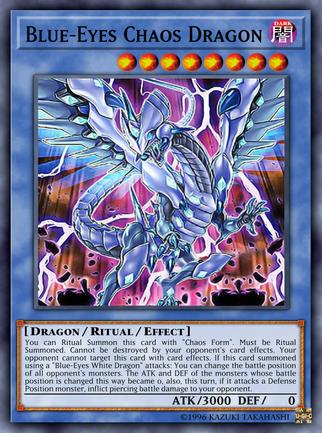 BLUE-EYES CHAOS DRAGON
DARK
闇
[DRAGON / RITUAL / EFFECT]
You can Ritual Summon this card with "Chaos Form". Must be Ritual
Summoned. Cannot be destroyed by your opponent's card effects. Your
opponent cannot target this card with card effects. If this card summoned
using a "Blue-Eyes White Dragon" attacks: You can change the battle position
of all opponent's monsters. The ATK and DEF of the monsters whose battle
position is changed this way became 0, also, this turn, if it attacks a Defense
Position monster, inflict piercing battle damage to your opponent.
ATK/3000 DEF/ 0
©1996 KAZUKI TAKAHASHI